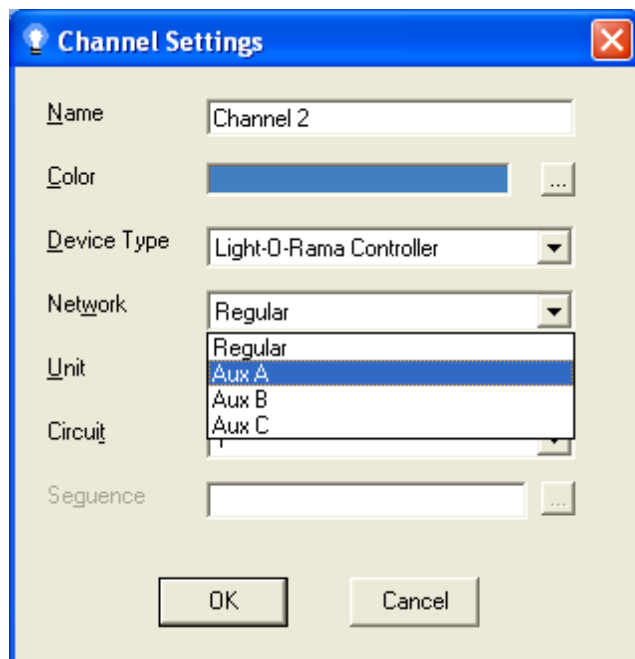 Channel Settings
Name
Channel 2
Color
...
Device Type
Light-O-Rama Controller
Network
Regular
Regular
Unit
Aux A
Aux B
Aux C
Circuit
Sequence
...
OK
Cancel